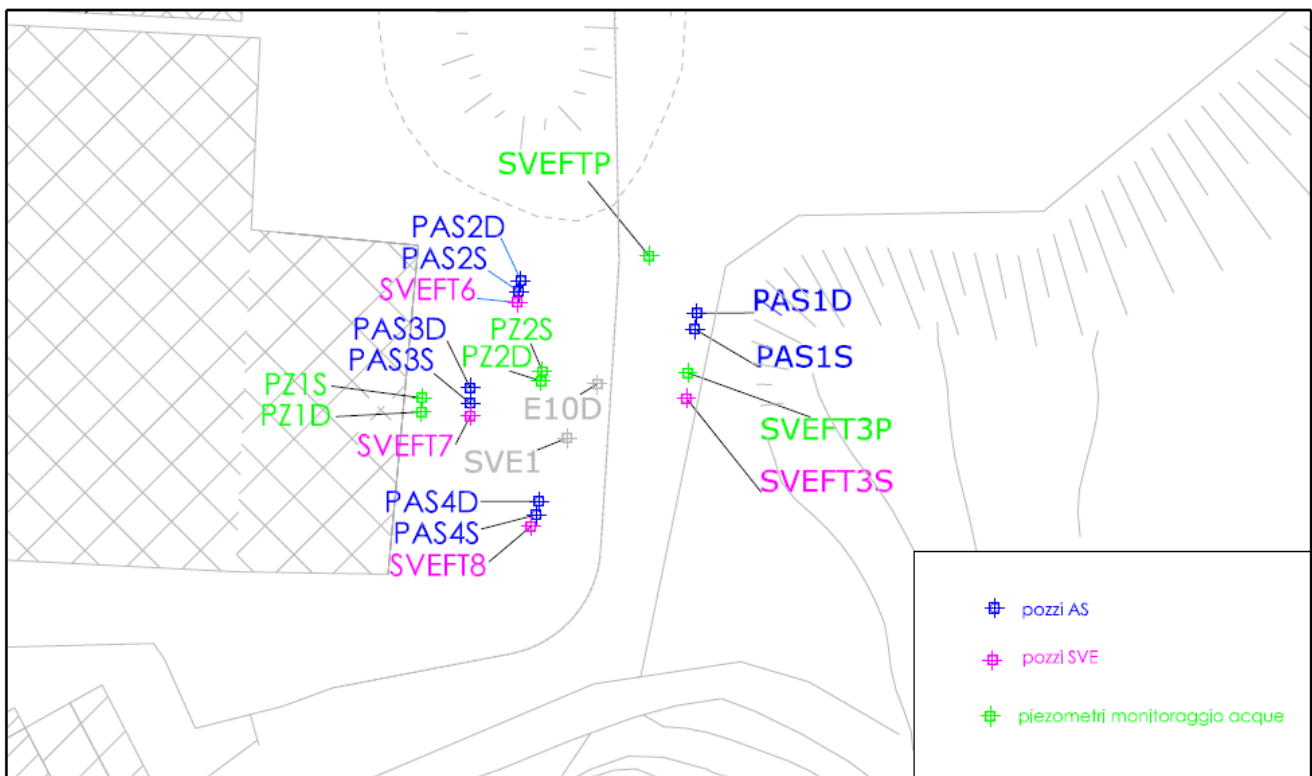 SVEFTP
PAS2D
PAS2S
SVEFT6
PAS1D
PAS3D
PZ2S
PAS3S
PZ2D
PAS1S
PZ1S
PZ1D
E10D
SVEFT7
SVE1
SVEFT3P
SVEFT3S
PAS4D
PAS4S
SVEFT8
pozzi AS
pozzi SVE
piezometri monitoraggio acque